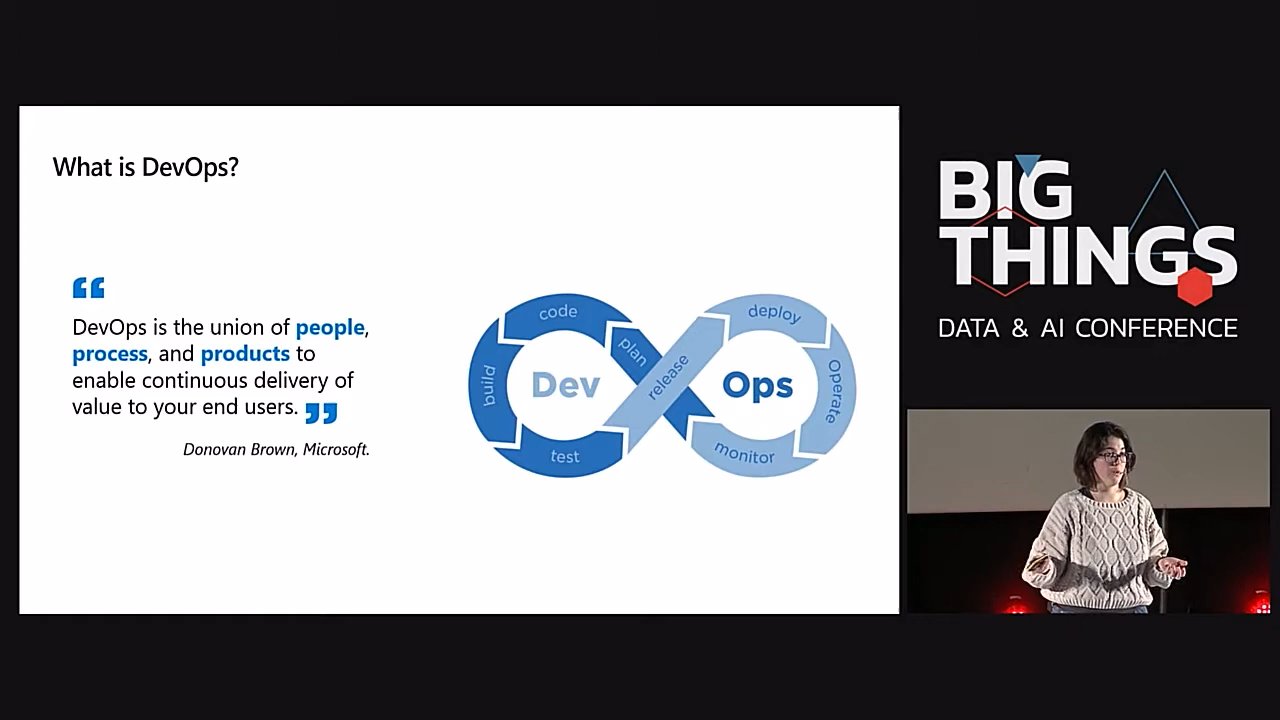 What is DevOps?
“
DevOps is the union of people,
process, and products to
enable continuous delivery of
value to your end users. ”
Donovan Brown, Microsoft.
code
plan
build
Dev
test
release
deploy
Ops
Operate
monitor
BIG
THINGS
DATA & AI CONFERENCE